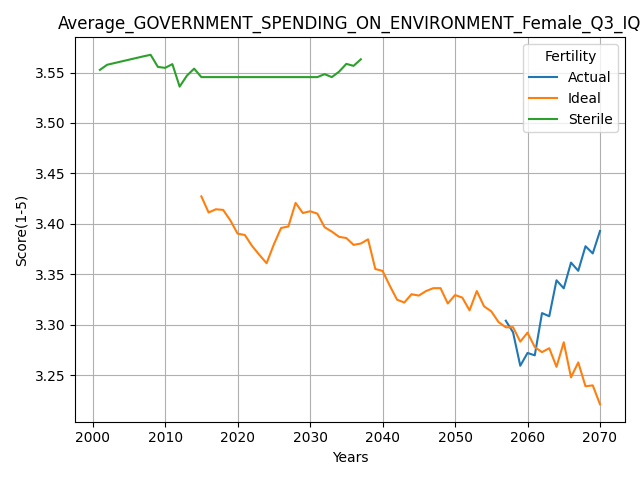 Average_GOVERNMENT_SPENDING_ON_ENVIRONMENT_Female_Q3_IQ
Fertility
Actual
Ideal
Sterile
Score(1-5)
3.55
3.50
3.45
3.40
3.35
3.30
3.25
2000 2010 2020 2030 2040 2050 2060 2070
Years